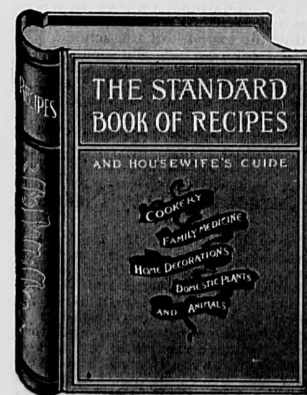 RECIPES
THE STANDARD
BOOK OF RECIPES
AND HOUSEWIFE'S GUIDE
COOKERY
FAMILY MEDICINE
HOME DECORATIONS
DOMESTIC PLANTS
AND ANIMALS